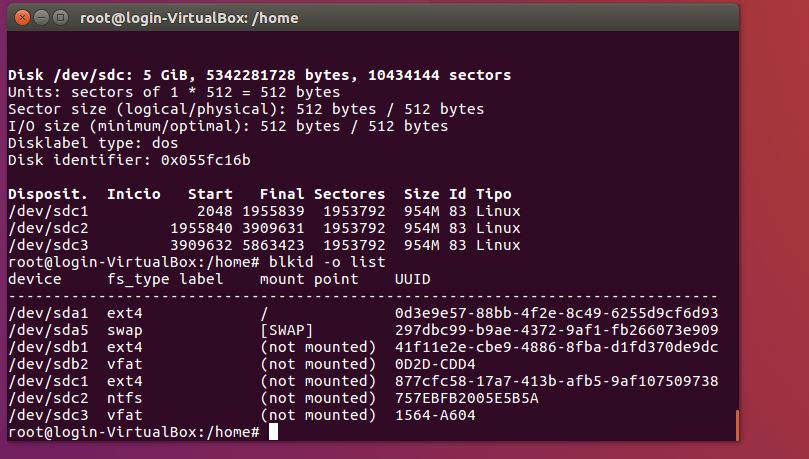 root@login-VirtualBox: /home
Disk /dev/sdc: 5 GiB, 5342281728 bytes, 10434144 sectors
Units: sectors of 1 * 512 = 512 bytes
Sector size (logical/physical): 512 bytes / 512 bytes
I/O size (minimum/optimal): 512 bytes / 512 bytes
Disklabel type: dos
Disk identifier: 0x055fc16b
Disposit.  Inicio   Start   Final Sectores  Size Id Tipo
/dev/sdc1            2048 1955839  1953792  954M 83 Linux
/dev/sdc2         1955840 3909631  1953792  954M 83 Linux
/dev/sdc3         3909632 5863423  1953792  954M 83 Linux
root@login-VirtualBox:/home# blkid -o list
device     fs_type label    mount point    UUID
-------------------------------------------------------------------------------
/dev/sda1  ext4             /              0d3e9e57-88bb-4f2e-8c49-6255d9cf6d93
/dev/sda5  swap             [SWAP]         297dbc99-b9ae-4372-9af1-fb266073e909
/dev/sdb1  ext4             (not mounted)  41f11e2e-cbe9-4886-8fba-d1fd370de9dc
/dev/sdb2  vfat             (not mounted)  0D2D-CDD4
/dev/sdc1  ext4             (not mounted)  877cfc58-17a7-413b-afb5-9af107509738
/dev/sdc2  ntfs             (not mounted)  757EBFB2005E5B5A
/dev/sdc3  vfat             (not mounted)  1564-A604
root@login-VirtualBox:/home#